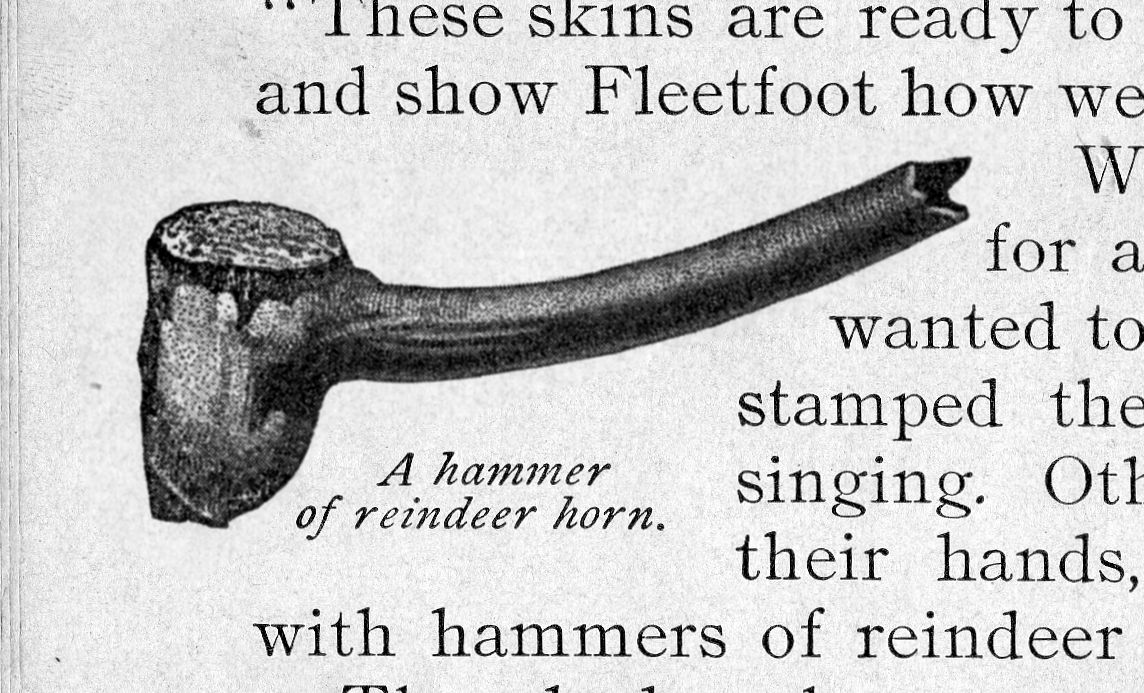 “These skins are ready to
and show Fleetfoot how we
W
for a
wanted to
stamped the
singing. Oth
their hands,
A hammer
of reindeer horn.
with hammers of reindeer